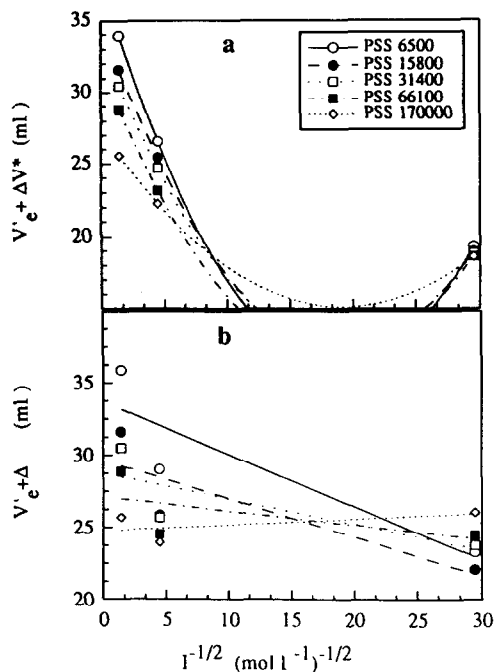 a
PSS 6500
PSS 15800
PSS 31400
PSS 66100
PSS 170000
35
30
25
20
V'e + ΔV* (ml)
b
35
30
25
20
V'e + Δ (ml)
0 5 10 15 20 25 30
I^-1/2 (mol l^-1)^-1/2